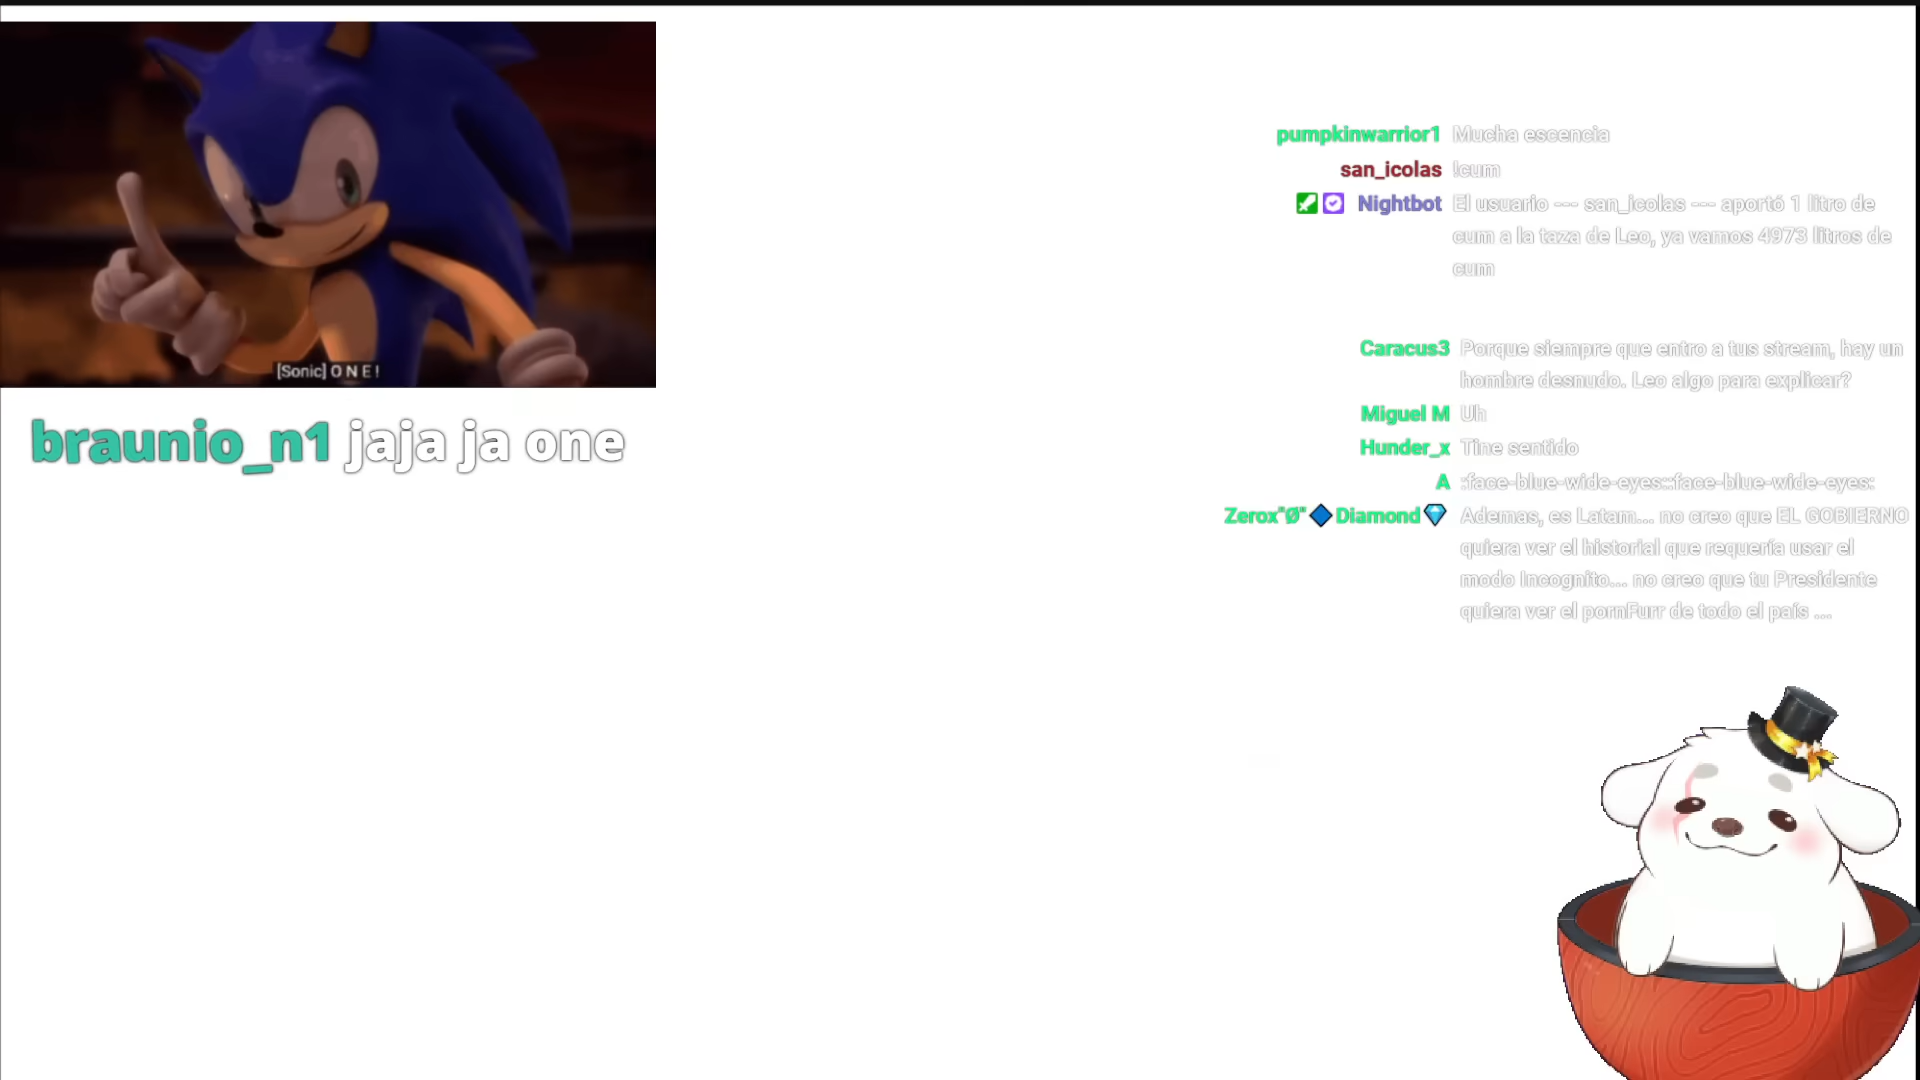 [Sonic] O N E !
braunio_n1 jaja ja one
pumpkinwarrior1 Mucha escencia
san_icolas !cum
Nightbot El usuario --- san_icolas --- aportó 1 litro de
cum a la taza de Leo, ya vamos 4973 litros de
cum
Caracus3 Porque siempre que entro a tus stream, hay un
hombre desnudo. Leo algo para explicar?
Miguel M Uh
Hunder_x Tine sentido
A :face-blue-wide-eyes::face-blue-wide-eyes:
Zerox"Ø"🔷Diamond💎 Ademas, es Latam... no creo que EL GOBIERNO
quiera ver el historial que requería usar el
modo Incognito... no creo que tu Presidente
quiera ver el pornFurr de todo el país ...